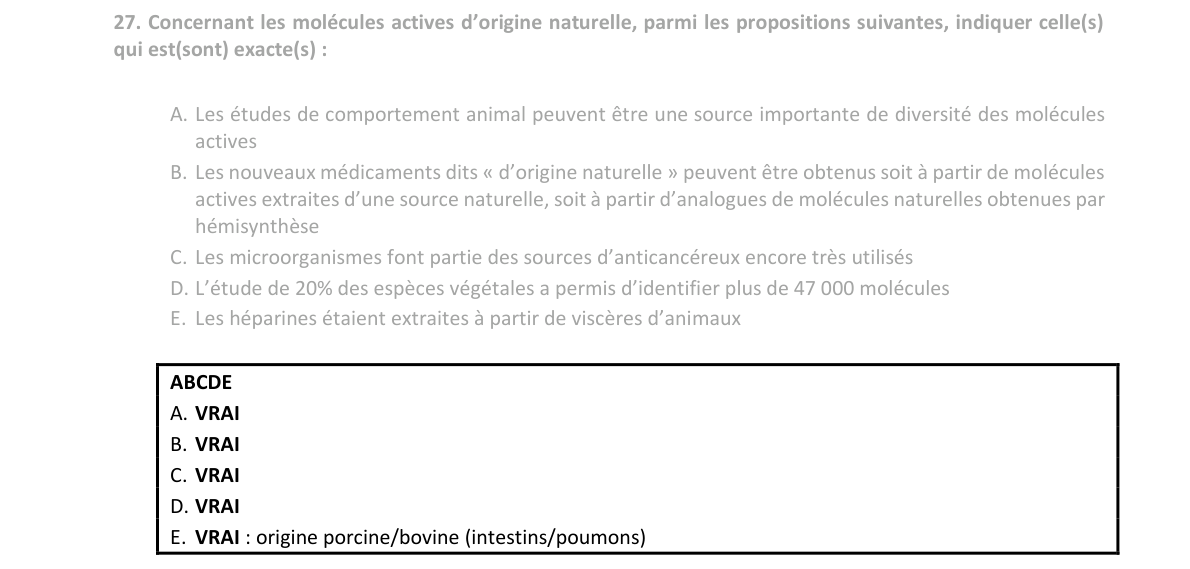 27. Concernant les molécules actives d’origine naturelle, parmi les propositions suivantes, indiquer celle(s)
qui est(sont) exacte(s) :
A. Les études de comportement animal peuvent être une source importante de diversité des molécules
actives
B. Les nouveaux médicaments dits « d’origine naturelle » peuvent être obtenus soit à partir de molécules
actives extraites d’une source naturelle, soit à partir d’analogues de molécules naturelles obtenues par
hémisynthèse
C. Les microorganismes font partie des sources d’anticancéreux encore très utilisés
D. L’étude de 20% des espèces végétales a permis d’identifier plus de 47 000 molécules
E. Les héparines étaient extraites à partir de viscères d’animaux
ABCDE
A. VRAI
B. VRAI
C. VRAI
D. VRAI
E. VRAI : origine porcine/bovine (intestins/poumons)